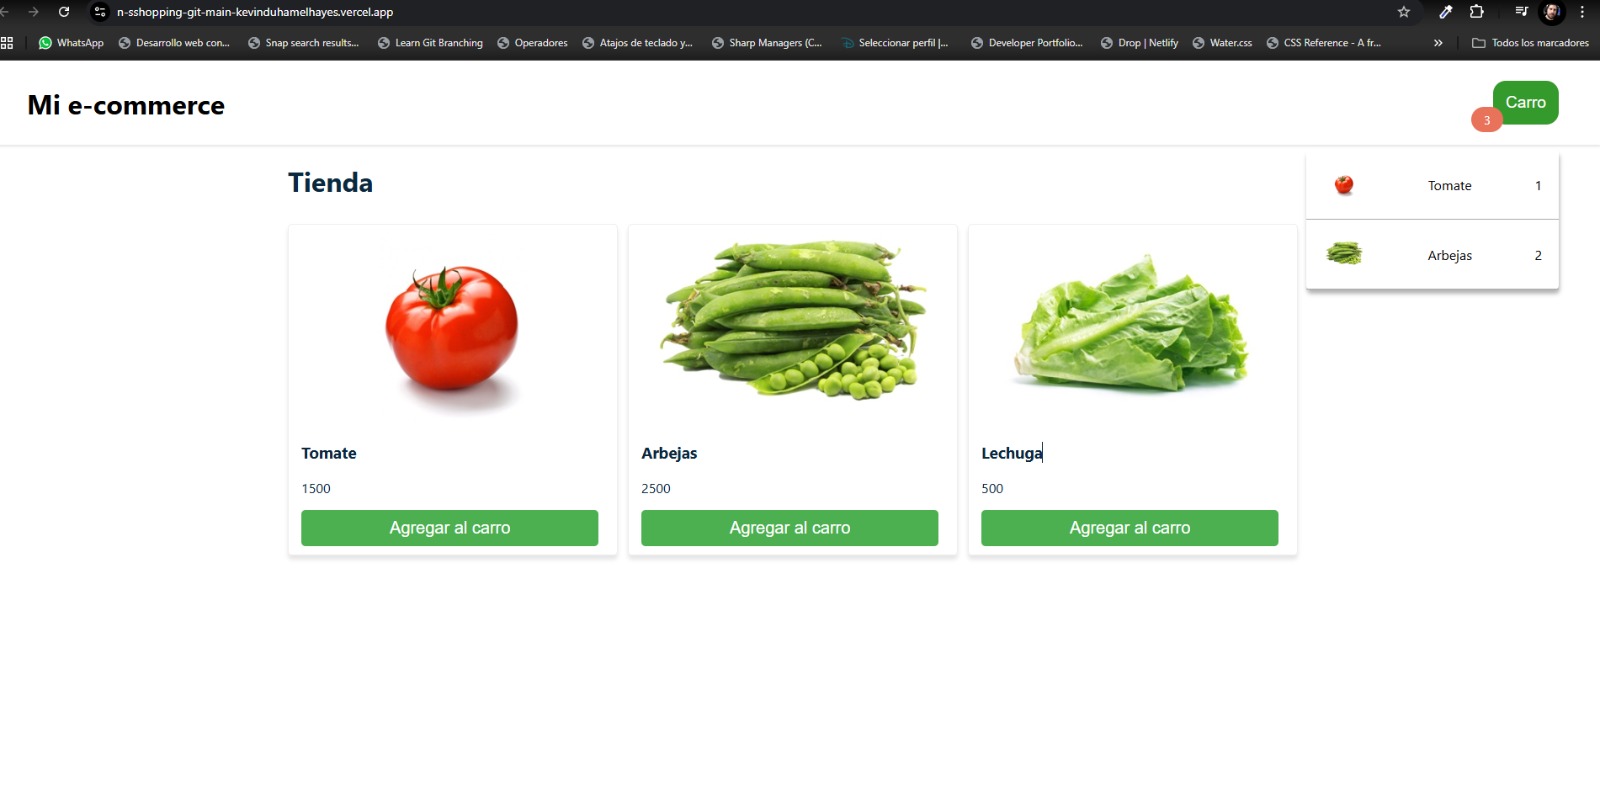 n-sshopping-git-main-kevinduhamelhayes.vercel.app
WhatsApp Desarrollo web con... Snap search results... Learn Git Branching Operadores Atajos de teclado y... Sharp Managers (C... Seleccionar perfil |... Developer Portfolio... Drop | Netlify Water.css CSS Reference - A fr... » Todos los marcadores
Mi e-commerce
Carro
3
Tienda
Tomate 1
Arbejas 2
Tomate
1500
Agregar al carro
Arbejas
2500
Agregar al carro
Lechuga
500
Agregar al carro